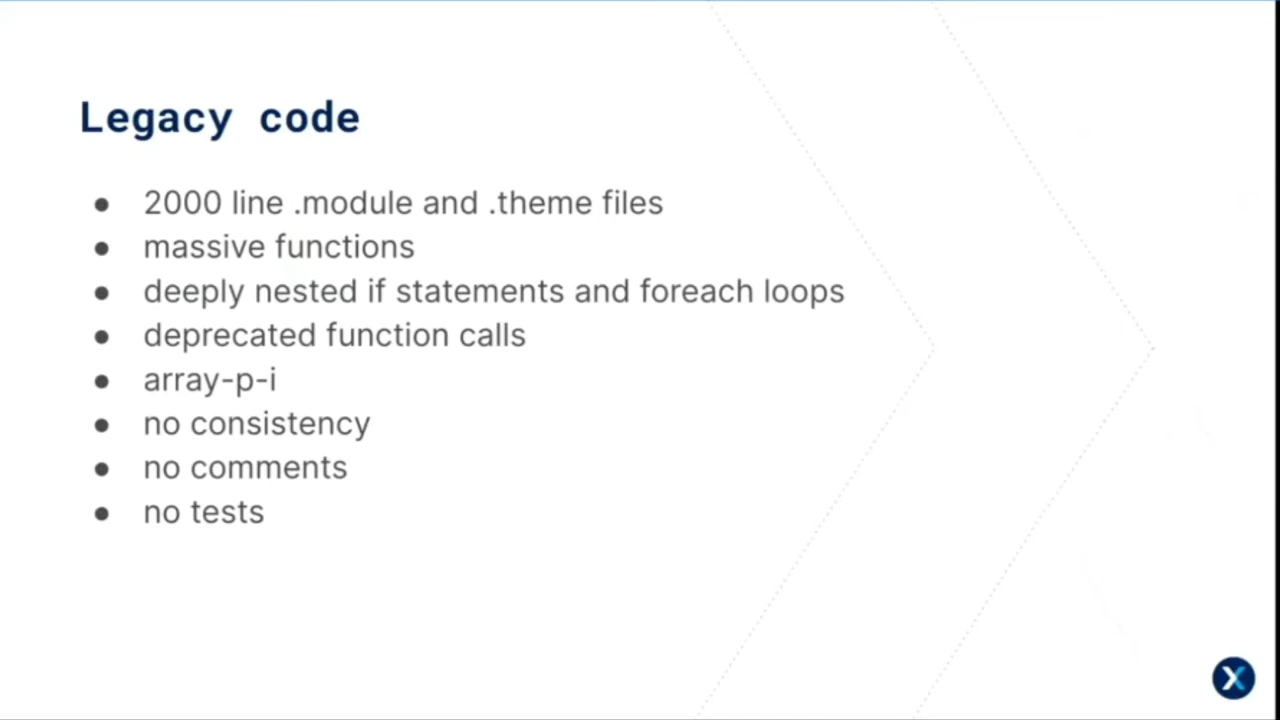 Legacy code
● 2000 line .module and .theme files
● massive functions
● deeply nested if statements and foreach loops
● deprecated function calls
● array-p-i
● no consistency
● no comments
● no tests